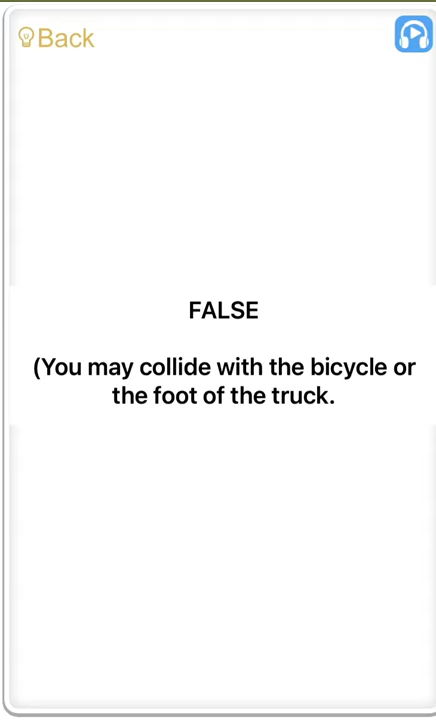 Back
FALSE
(You may collide with the bicycle or
the foot of the truck.